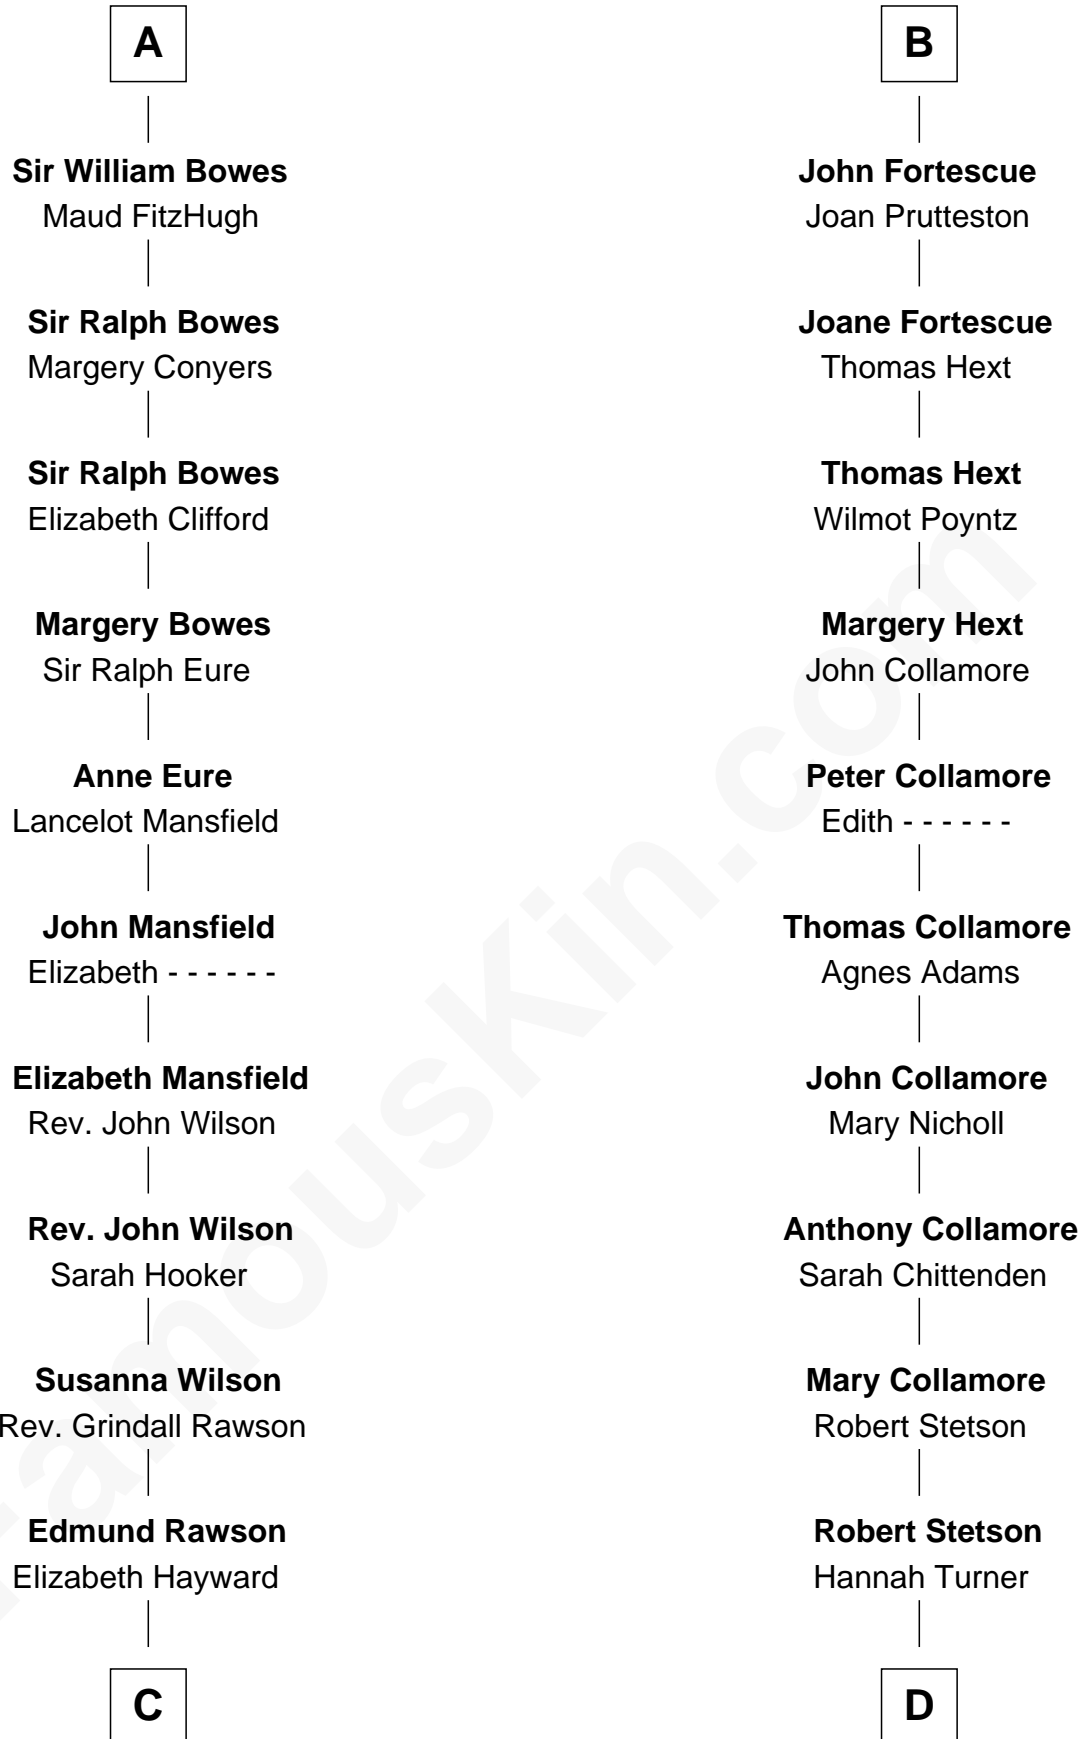 A
Sir William Bowes
Maud FitzHugh
Sir Ralph Bowes
Margery Conyers
Sir Ralph Bowes
Elizabeth Clifford
Margery Bowes
Sir Ralph Eure
Anne Eure
Lancelot Mansfield
John Mansfield
Elizabeth - - - - - -
Elizabeth Mansfield
Rev. John Wilson
Rev. John Wilson
Sarah Hooker
Susanna Wilson
Rev. Grindall Rawson
Edmund Rawson
Elizabeth Hayward
C
B
John Fortescue
Joan Prutteston
Joane Fortescue
Thomas Hext
Thomas Hext
Wilmot Poyntz
Margery Hext
John Collamore
Peter Collamore
Edith - - - - - -
Thomas Collamore
Agnes Adams
John Collamore
Mary Nicholl
Anthony Collamore
Sarah Chittenden
Mary Collamore
Robert Stetson
Robert Stetson
Hannah Turner
D
FamousKin.com